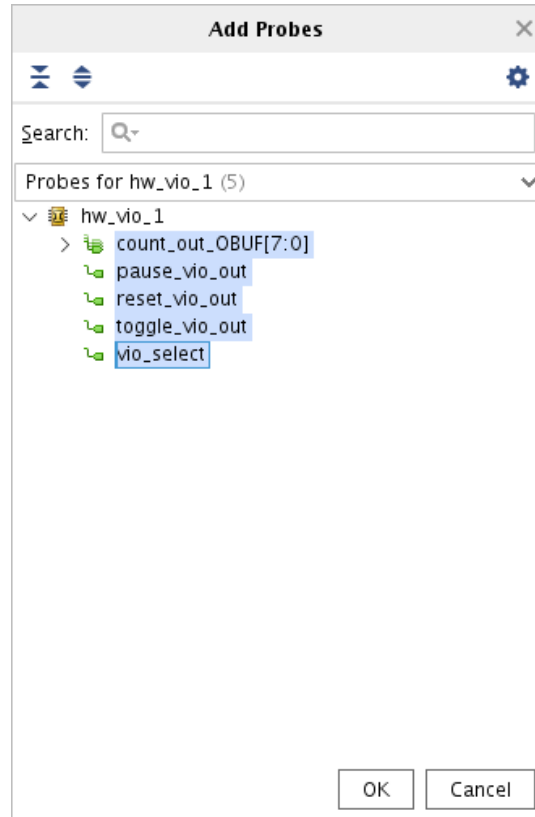 Add Probes
Search:
Probes for hw_vio_1 (5)
hw_vio_1
count_out_OBUF[7:0]
pause_vio_out
reset_vio_out
toggle_vio_out
vio_select
OK Cancel